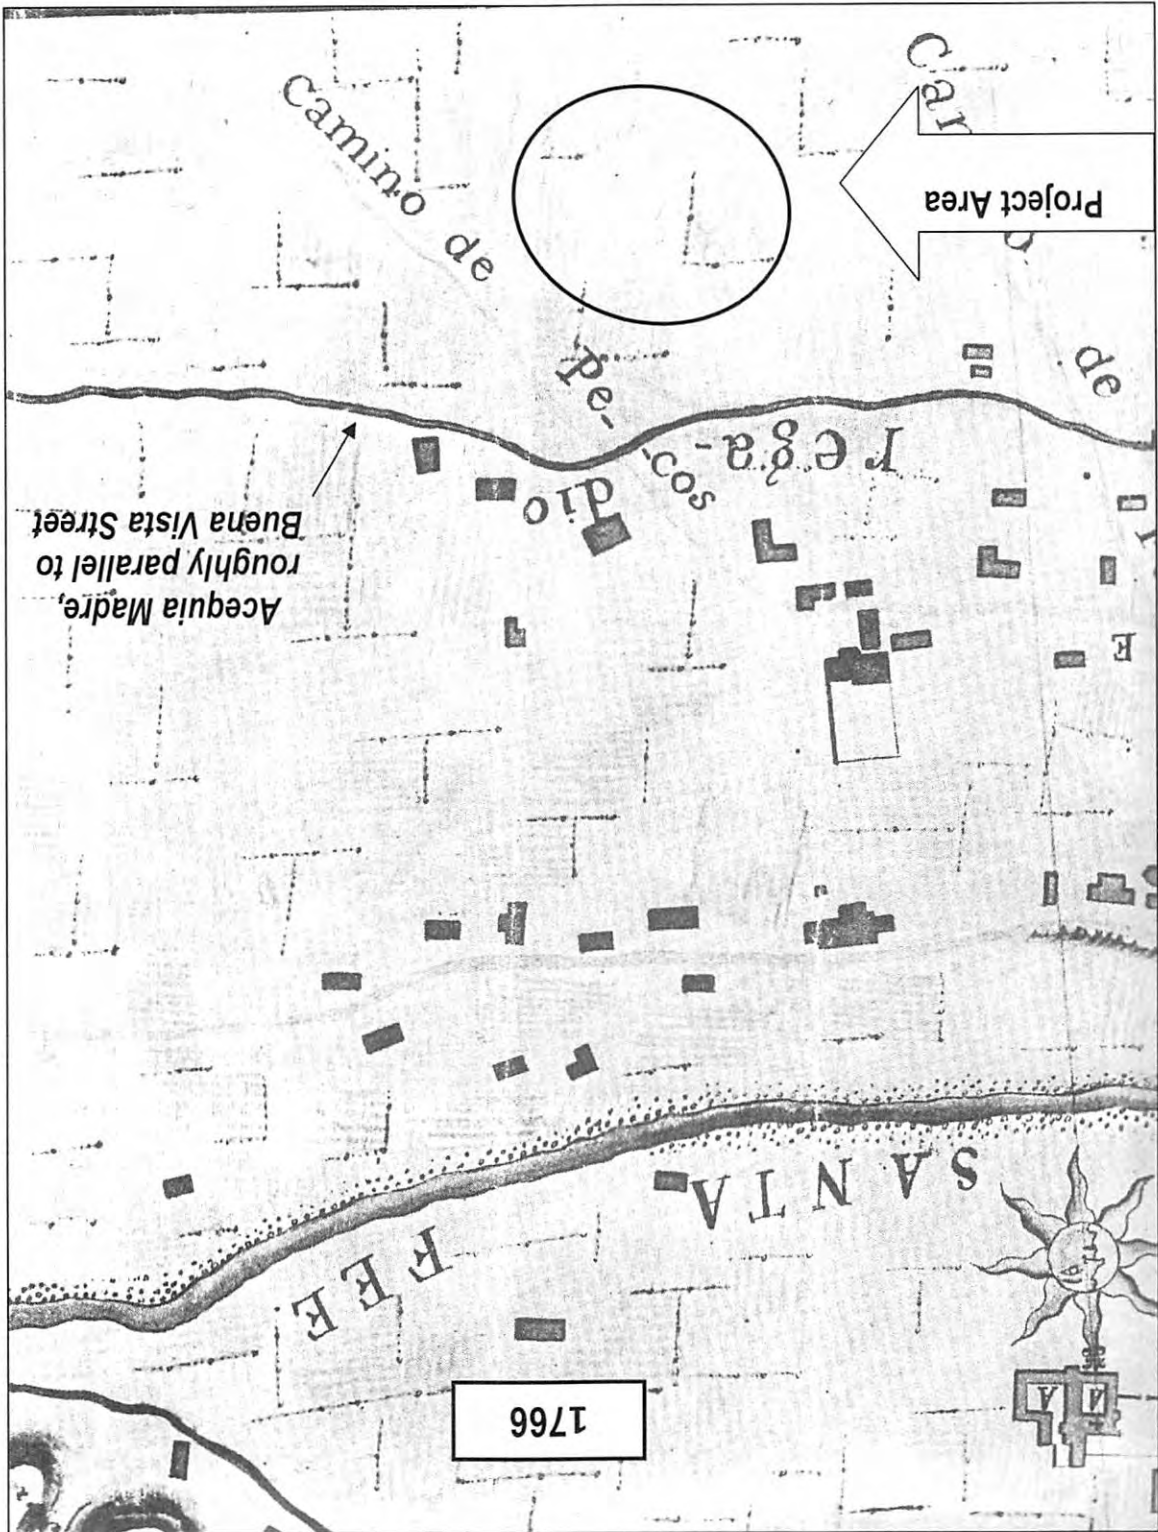 1766
A A
SANTA
FEE
E
Acequia Madre,
roughly parallel to
Buena Vista Street
rega-
dio
Camino de
Pe-
cos
de
Project Area